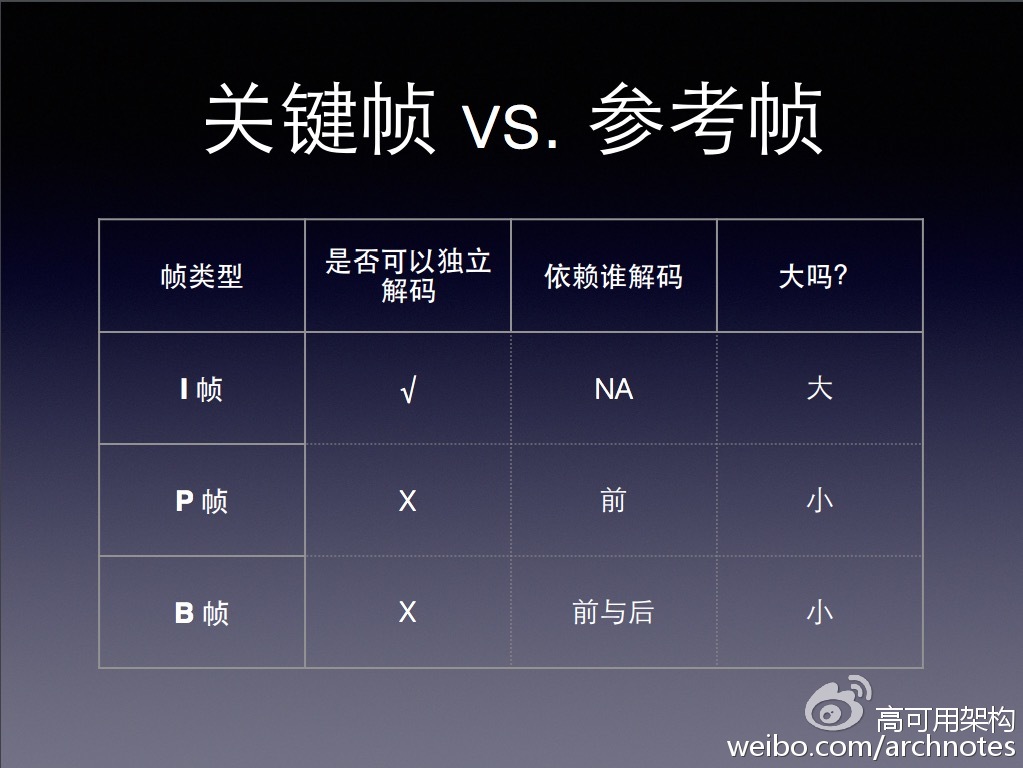 关键帧 vs. 参考帧
帧类型
是否可以独立
解码
依赖谁解码
大吗?
I 帧
√
NA
大
P 帧
X
前
小
B 帧
X
前与后
小
高可用架构
weibo.com/archnotes